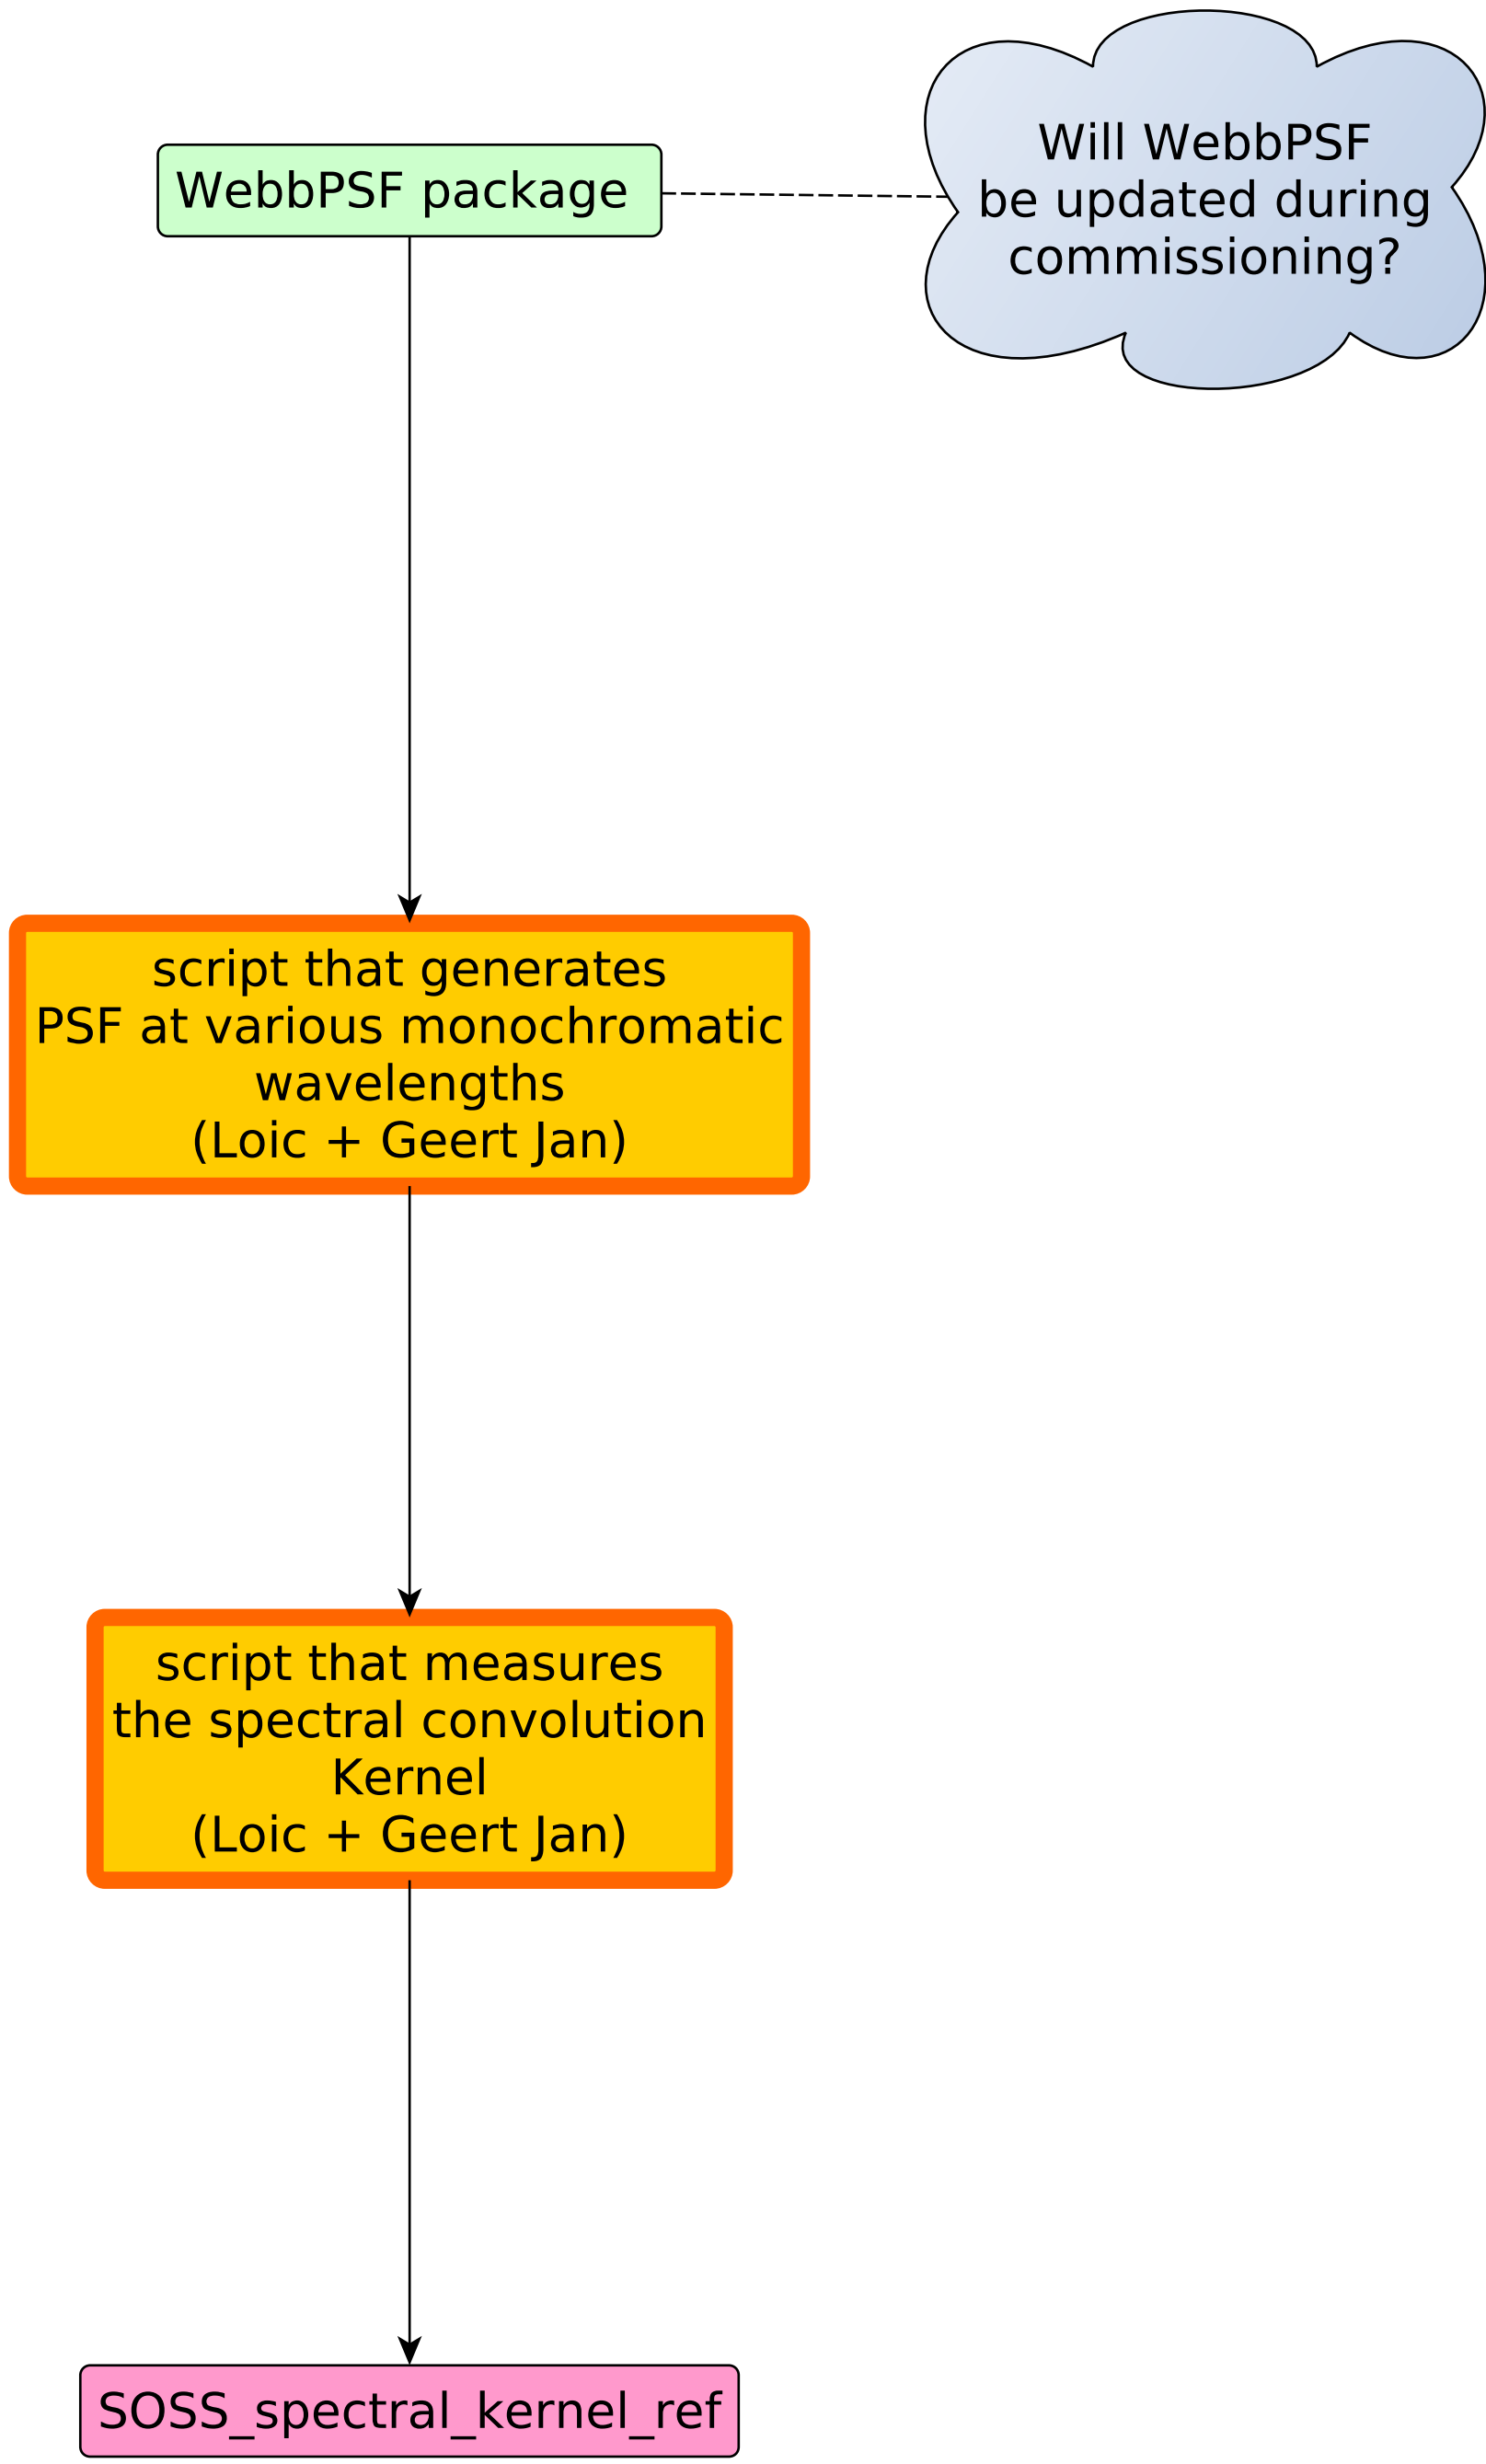 WebbPSF package
Will WebbPSF
be updated during
commissioning?
script that generates
PSF at various monochromatic
wavelengths
(Loic + Geert Jan)
script that measures
the spectral convolution
Kernel
(Loic + Geert Jan)
SOSS_spectral_kernel_ref